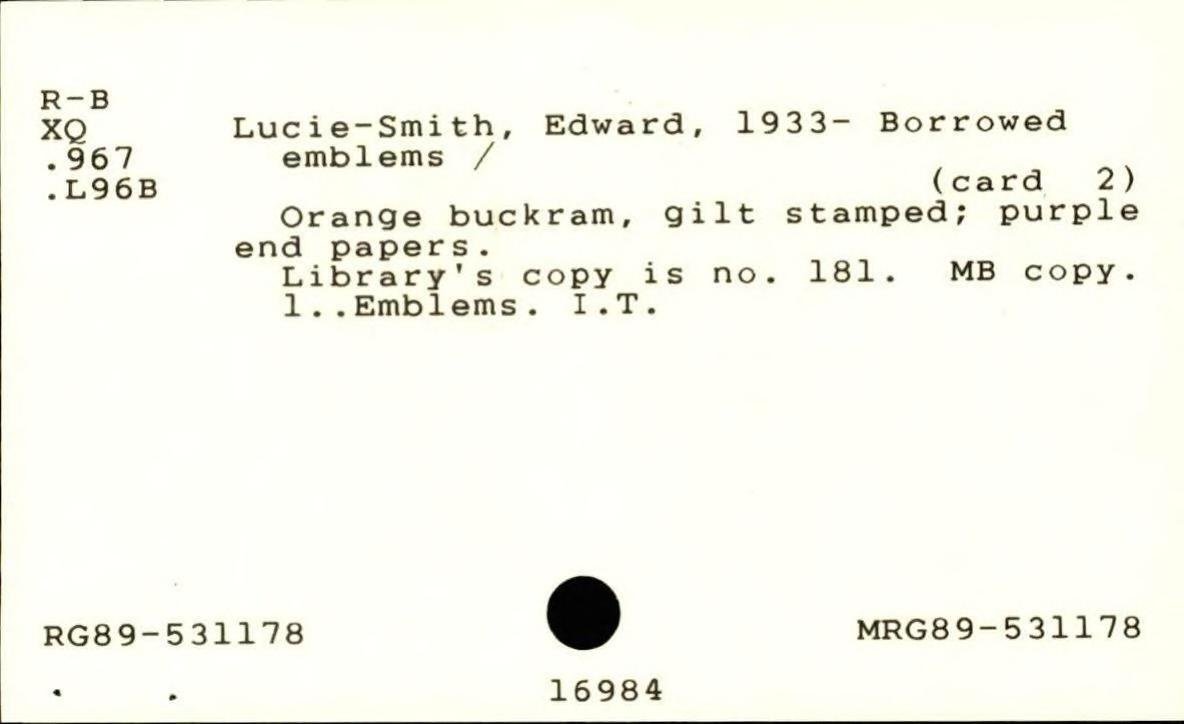 R-B
XQ Lucie-Smith, Edward, 1933- Borrowed
.967 emblems /
.L96B (card 2)
Orange buckram, gilt stamped; purple
end papers.
Library's copy is no. 181. MB copy.
1..Emblems. I.T.
RG89-531178 MRG89-531178
16984